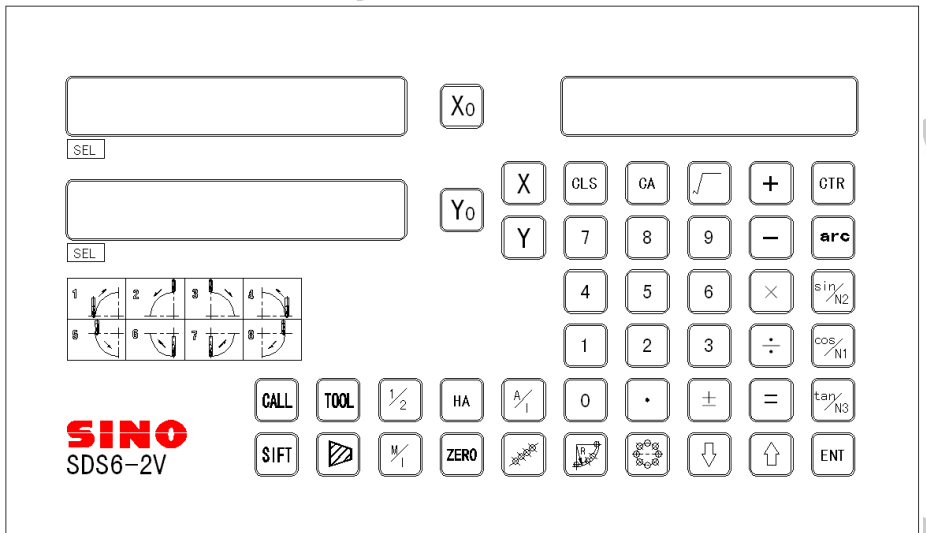 X0
SEL
X CLS CA √ + CTR
Y0
Y 7 8 9 − arc
SEL
1 2 3 4
4 5 6 × sin/N2
5 6 7 8
1 2 3 ÷ cos/N1
CALL TOOL 1/2 HA A/I 0 . ± = tan/N3
SINO
SDS6-2V
SIFT M/I ZERO R ⇩ ⇧ ENT